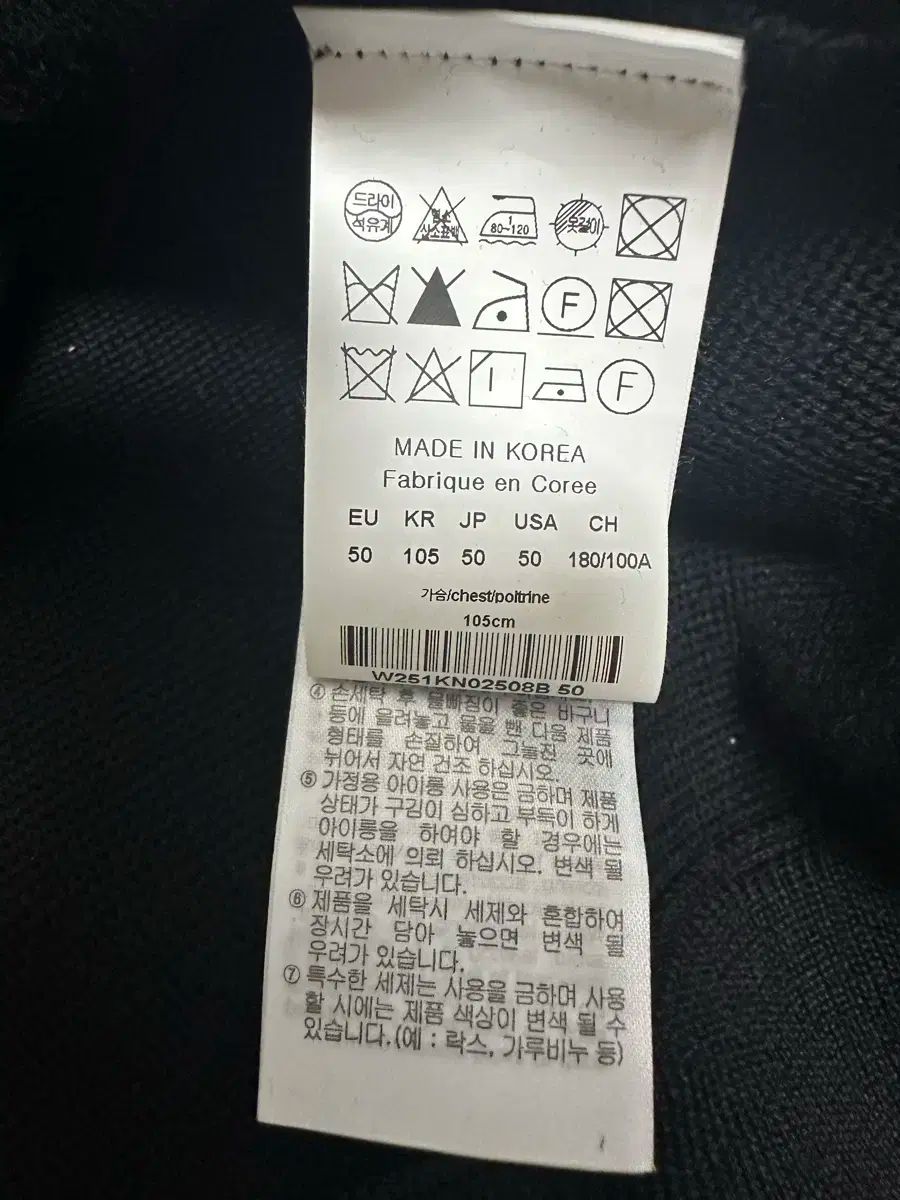 드라이
석유계
염소
산소표백
1
80~120
옷걸이
F
I
F
MADE IN KOREA
Fabrique en Coree
EU KR JP USA CH
50 105 50 50 180/100A
가슴/chest/poitrine
105cm
W251KN02508B 50
④ 손세탁 후 물빠짐이 좋은 바구니
등에 올려놓고 물을 뺀 다음 제품
형태를 손질하여 그늘진 곳에
뉘어서 자연 건조 하십시오.
⑤ 가정용 아이롱 사용은 금하며 제품
상태가 구김이 심하고 부득이 하게
아이롱을 하여야 할 경우에는
세탁소에 의뢰 하십시오. 변색 될
우려가 있습니다.
⑥ 제품을 세탁시 세제와 혼합하여
장시간 담아 놓으면 변색 될
우려가 있습니다.
⑦ 특수한 세제는 사용을 금하며 사용
할 시에는 제품 색상이 변색 될 수
있습니다.(예 : 락스, 가루비누 등)